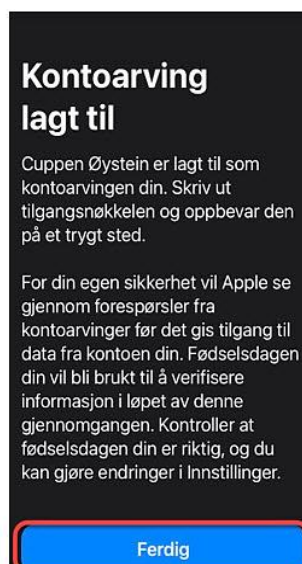 Kontoarving
lagt til
Cuppen Øystein er lagt til som
kontoarvingen din. Skriv ut
tilgangsnøkkelen og oppbevar den
på et trygt sted.
For din egen sikkerhet vil Apple se
gjennom forespørsler fra
kontoarvinger før det gis tilgang til
data fra kontoen din. Fødselsdagen
din vil bli brukt til å verifisere
informasjon i løpet av denne
gjennomgangen. Kontroller at
fødselsdagen din er riktig, og du
kan gjøre endringer i Innstillinger.
Ferdig